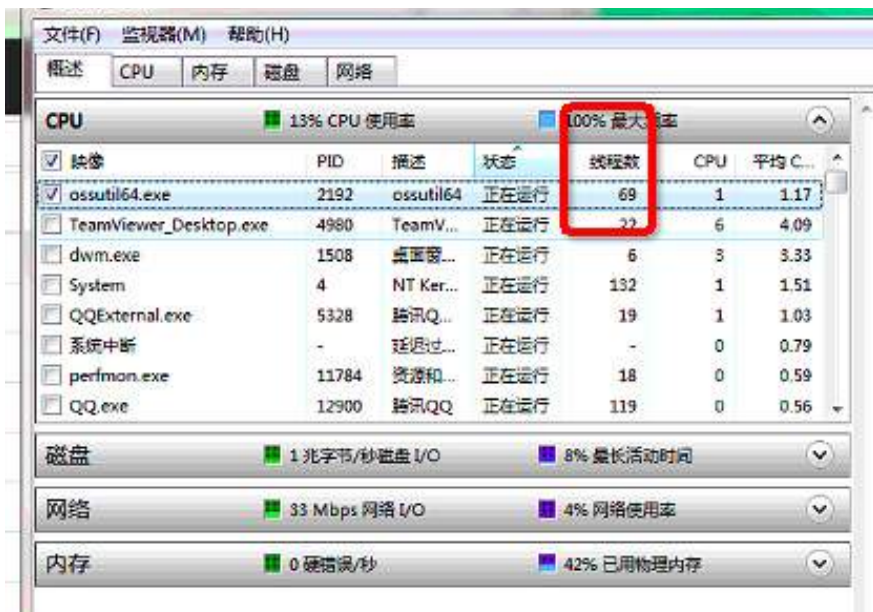 文件(F) 监视器(M) 帮助(H)
概述 CPU 内存 磁盘 网络
CPU 13% CPU 使用率 100% 最大频率
映像 PID 描述 状态 线程数 CPU 平均 C...
ossutil64.exe 2192 ossutil64 正在运行 69 1 1.17
TeamViewer_Desktop.exe 4980 TeamV... 正在运行 22 6 4.09
dwm.exe 1508 桌面窗... 正在运行 6 3 3.33
System 4 NT Ker... 正在运行 132 1 1.51
QQExternal.exe 5328 腾讯Q... 正在运行 19 1 1.03
系统中断 - 延迟过... 正在运行 - 0 0.79
perfmon.exe 11784 资源和... 正在运行 18 0 0.59
QQ.exe 12900 腾讯QQ 正在运行 119 0 0.56
磁盘 1 兆字节/秒磁盘 I/O 8% 最长活动时间
网络 33 Mbps 网络 I/O 4% 网络使用率
内存 0 硬错误/秒 42% 已用物理内存